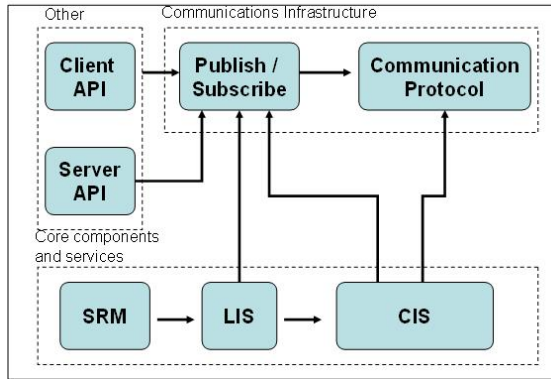 Other
Communications Infrastructure
Client
API
Publish /
Subscribe
Communication
Protocol
Server
API
Core components
and services
SRM
LIS
CIS